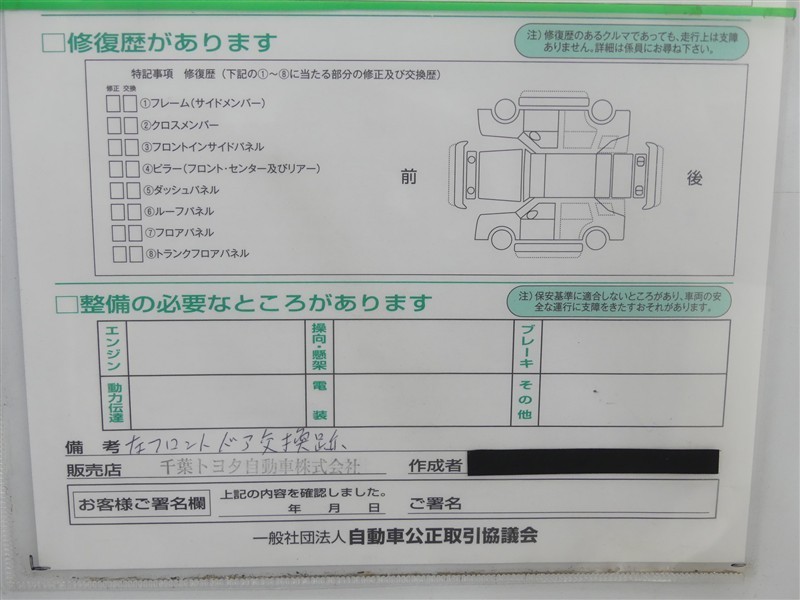 □修復歴があります
注）修復歴のあるクルマであっても、走行上は支障
ありません。詳細は係員にお尋ね下さい。
特記事項 修復歴（下記の①～⑧に当たる部分の修正及び交換歴）
修正 交換
①フレーム（サイドメンバー）
②クロスメンバー
③フロントインサイドパネル
④ピラー（フロント・センター及びリアー）
⑤ダッシュパネル
⑥ルーフパネル
⑦フロアパネル
⑧トランクフロアパネル
前
後
□整備の必要なところがあります
注）保安基準に適合しないところがあり、車両の安
全な運行に支障をきたすおそれがあります。
エンジン
操向・懸架
ブレーキ
動力伝達
電装
その他
備考 左フロントドア交換跡
販売店 千葉トヨタ自動車株式会社 作成者
お客様ご署名欄
上記の内容を確認しました。
年 月 日
ご署名
一般社団法人 自動車公正取引協議会